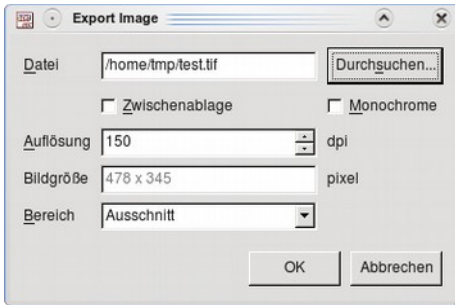 Export Image
Datei /home/tmp/test.tif Durchsuchen...
Zwischenablage Monochrome
Auflösung 150 dpi
Bildgröße 478 x 345 pixel
Bereich Ausschnitt
OK Abbrechen